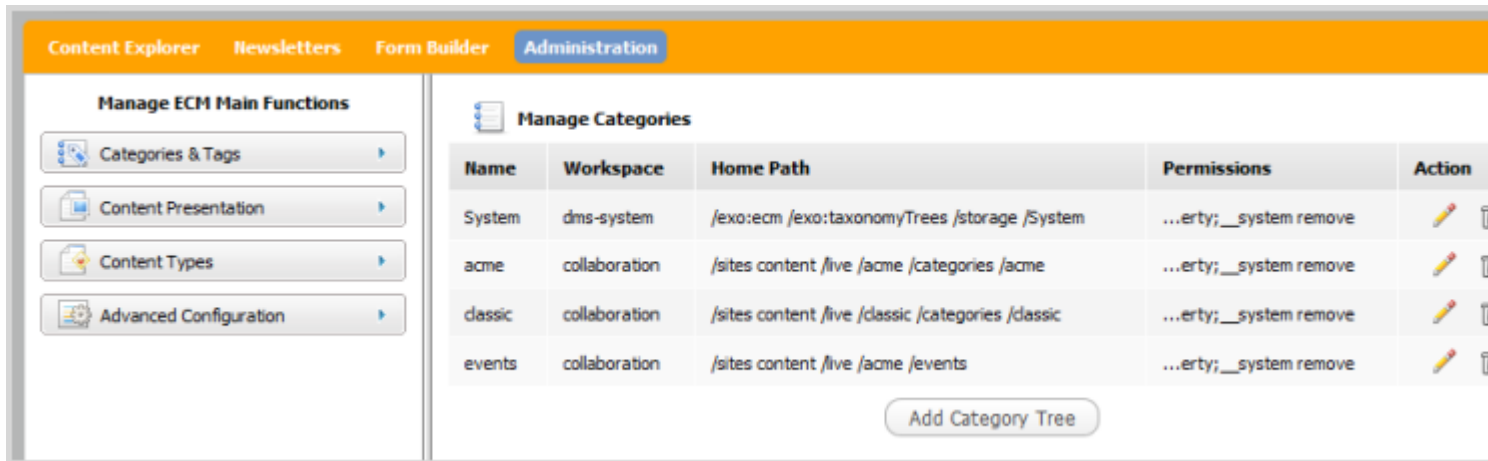 Content Explorer Newsletters Form Builder Administration
Manage ECM Main Functions
Categories & Tags
Content Presentation
Content Types
Advanced Configuration
Manage Categories
Name Workspace Home Path Permissions Action
System dms-system /exo:ecm /exo:taxonomyTrees /storage /System ...erty;__system remove
acme collaboration /sites content /live /acme /categories /acme ...erty;__system remove
classic collaboration /sites content /live /classic /categories /classic ...erty;__system remove
events collaboration /sites content /live /acme /events ...erty;__system remove
Add Category Tree